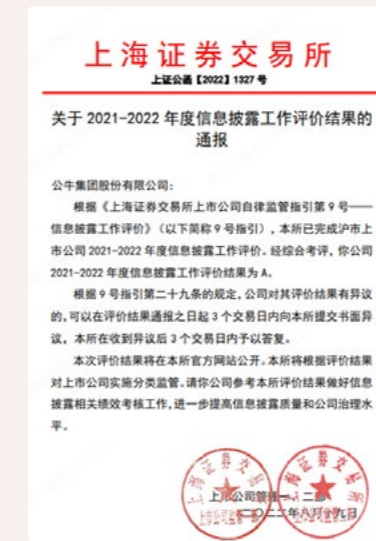 上海证券交易所
上证公函【2022】1327 号
关于 2021-2022 年度信息披露工作评价结果的
通报
公牛集团股份有限公司：
根据《上海证券交易所上市公司自律监管指引第 9 号——
信息披露工作评价》（以下简称 9 号指引），本所已完成沪市上
市公司 2021-2022 年度信息披露工作评价。经综合考评，你公司
2021-2022 年度信息披露工作评价结果为 A。
根据 9 号指引第二十九条的规定，公司对其评价结果有异议
的，可以在评价结果通报之日起 3 个交易日内向本所提交书面异
议，本所在收到异议后 3 个交易日内予以答复。
本次评价结果将在本所官方网站公开。本所将根据评价结果
对上市公司实施分类监管。请你公司参考本所评价结果做好信息
披露相关绩效考核工作，进一步提高信息披露质量和公司治理水
平。
上市公司管理一、二部
二〇二二年八月十九日